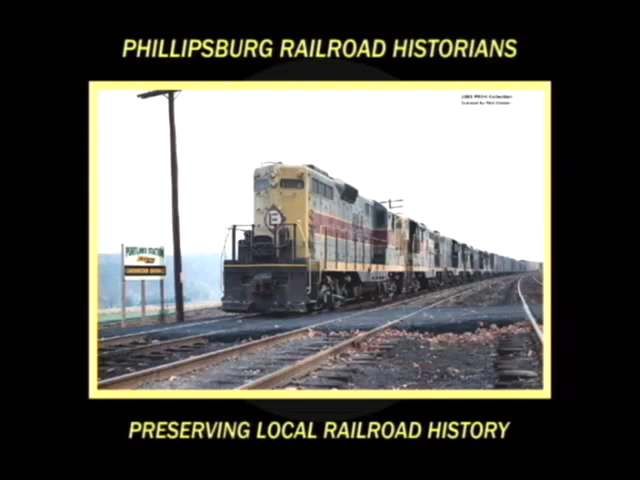 PHILLIPSBURG RAILROAD HISTORIANS
PORTLAND STATION
E
PRESERVING LOCAL RAILROAD HISTORY